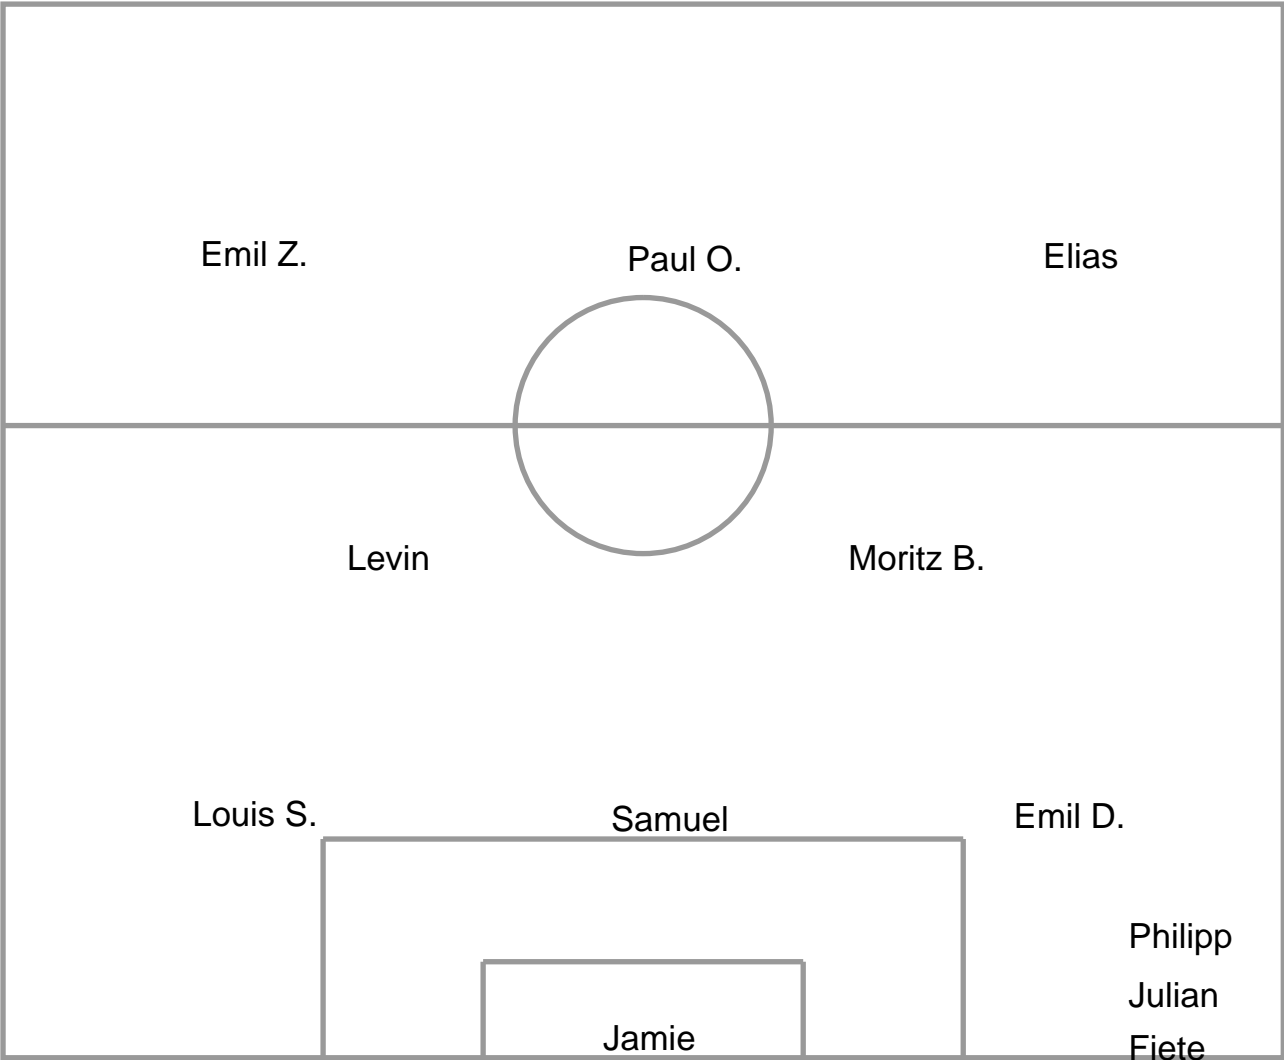 Emil Z. Paul O. Elias
Levin Moritz B.
Louis S. Samuel Emil D.
Philipp
Julian
Jamie Fiete